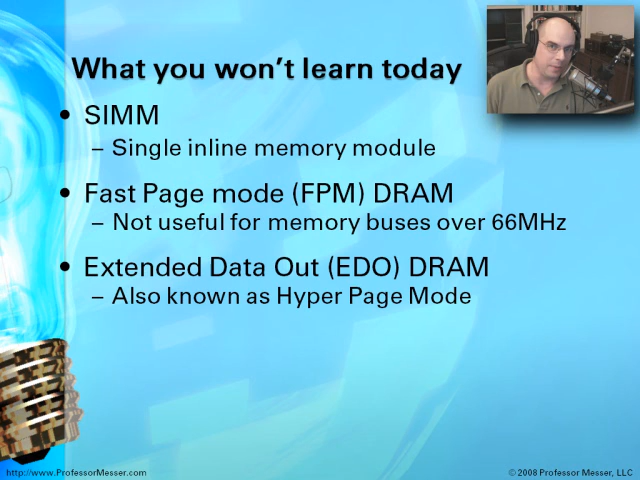 What you won't learn today
• SIMM
– Single inline memory module
• Fast Page mode (FPM) DRAM
– Not useful for memory buses over 66MHz
• Extended Data Out (EDO) DRAM
– Also known as Hyper Page Mode
http://www.ProfessorMesser.com
© 2008 Professor Messer, LLC